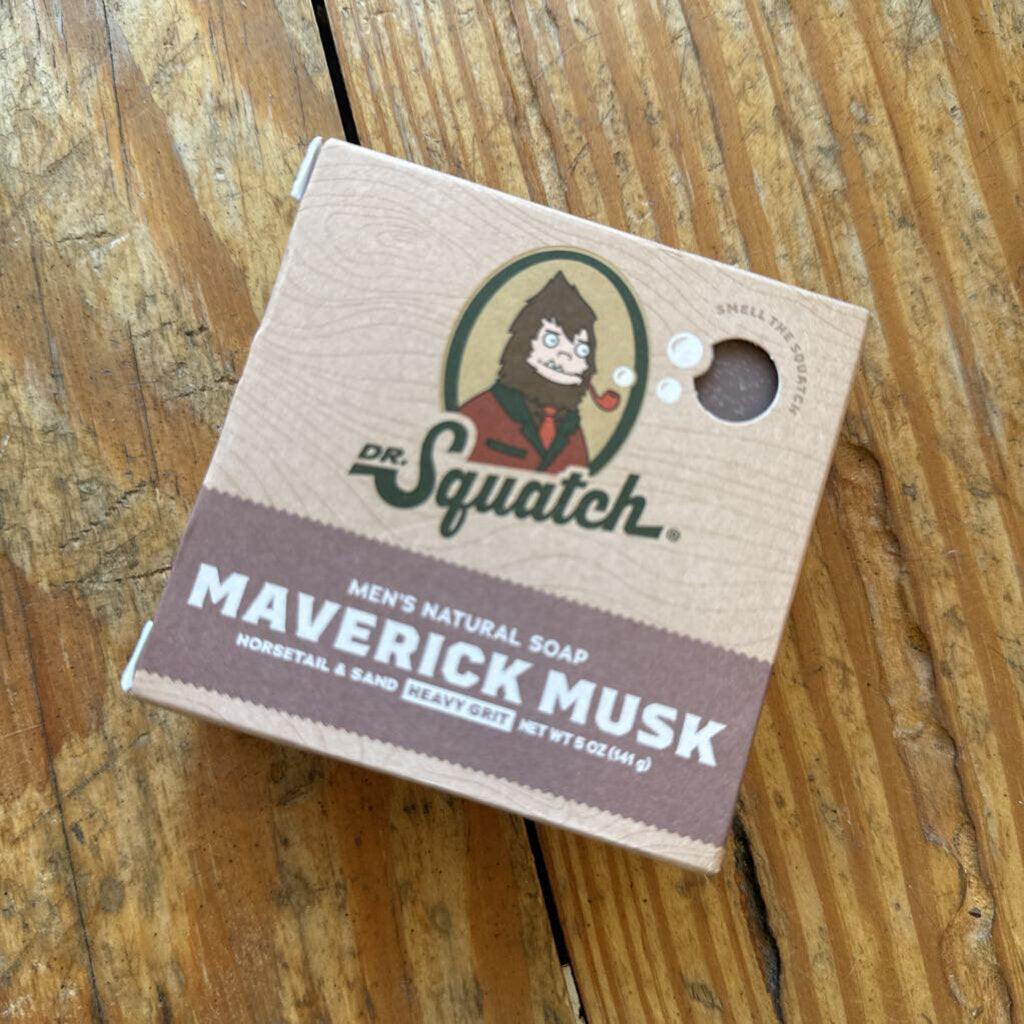 SMELL THE SQUATCH
DR. Squatch®
MEN'S NATURAL SOAP
MAVERICK MUSK
HORSETAIL & SAND HEAVY GRIT NET WT 5 OZ (141 g)